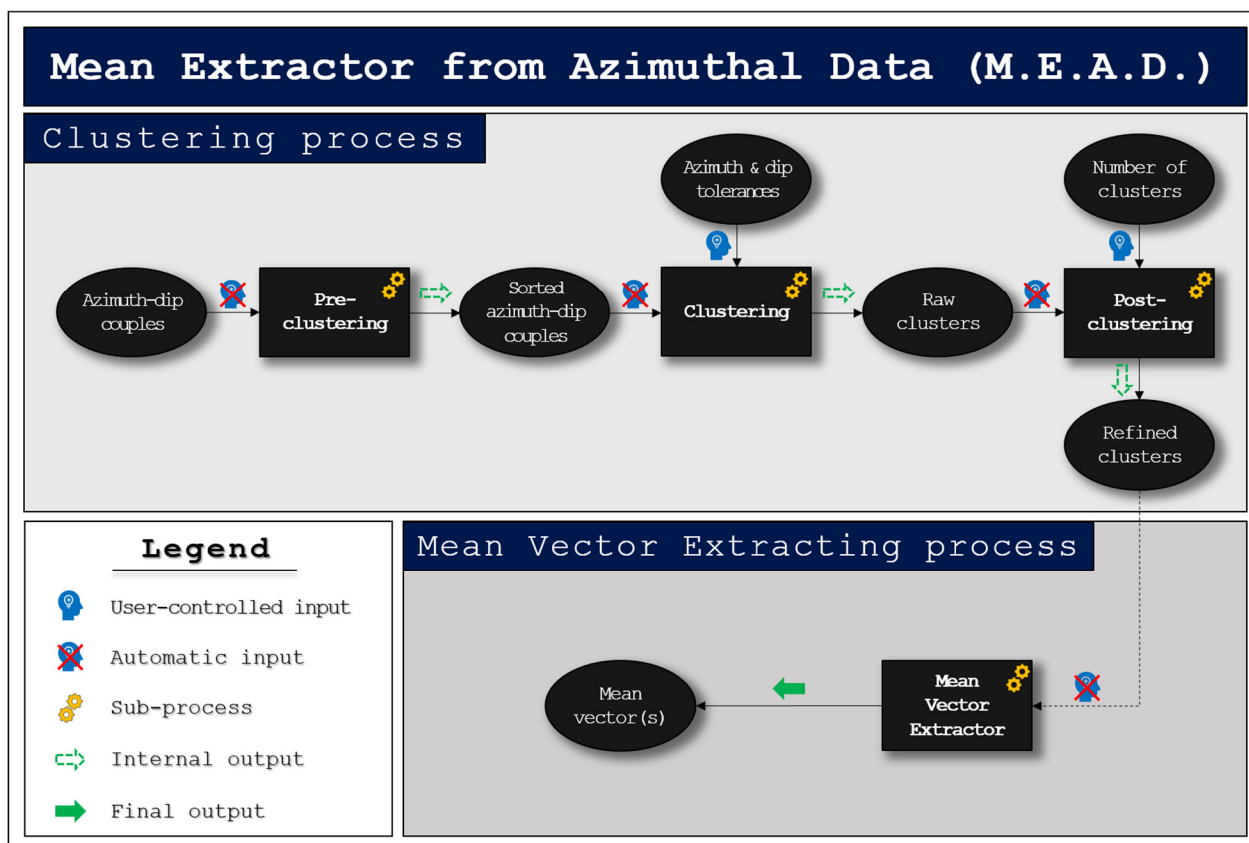 Mean Extractor from Azimuthal Data (M.E.A.D.)
Clustering process
Azimuth & dip
tolerances
Number of
clusters
Azimuth-dip
couples
Pre-
clustering
Sorted
azimuth-dip
couples
Clustering
Raw
clusters
Post-
clustering
Refined
clusters
Legend
User-controlled input
Automatic input
Sub-process
Internal output
Final output
Mean Vector Extracting process
Mean
vector(s)
Mean
Vector
Extractor